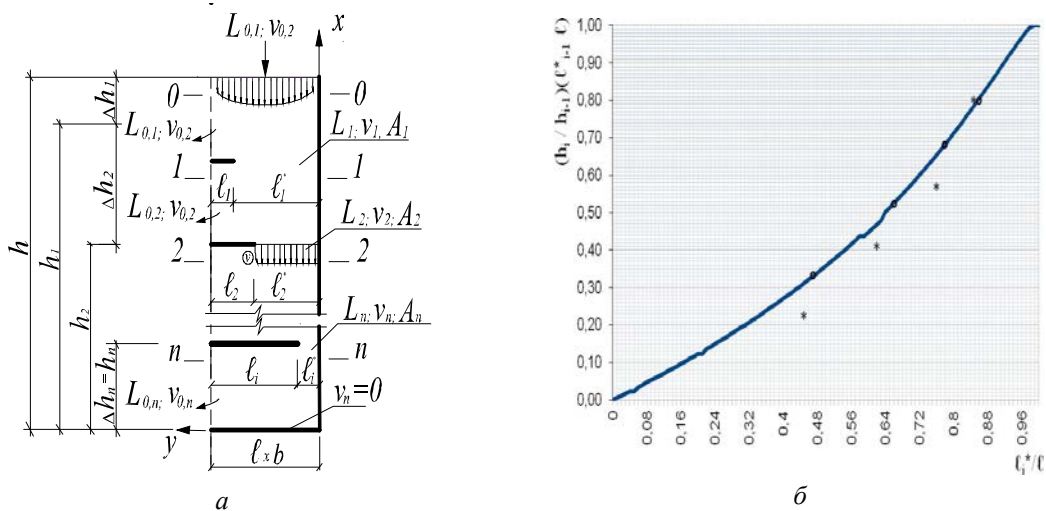 L₀,₁; v₀,₂
x
0
0
Δh₁
L₀,₁; v₀,₂
L₁; v₁, A₁
1
1
ℓ₁
ℓ₁*
Δh₂
L₀,₂; v₀,₂
L₂; v₂; A₂
2
2
ℓ₂
ℓ₂*
h
h₁
h₂
Lₙ; vₙ; Aₙ
n
n
Δhₙ=hₙ
ℓᵢ
ℓᵢ*
L₀,ₙ; v₀,ₙ
vₙ=0
y
ℓ × b
а
(hᵢ / hᵢ₋₁)(ℓ*ᵢ₋₁ ℓ)
1,00
0,90
0,80
0,70
0,60
0,50
0,40
0,30
0,20
0,10
0,00
0
0,08
0,16
0,24
0,32
0,40
0,48
0,56
0,64
0,72
0,8
0,88
0,96
ℓᵢ*/ℓ
б